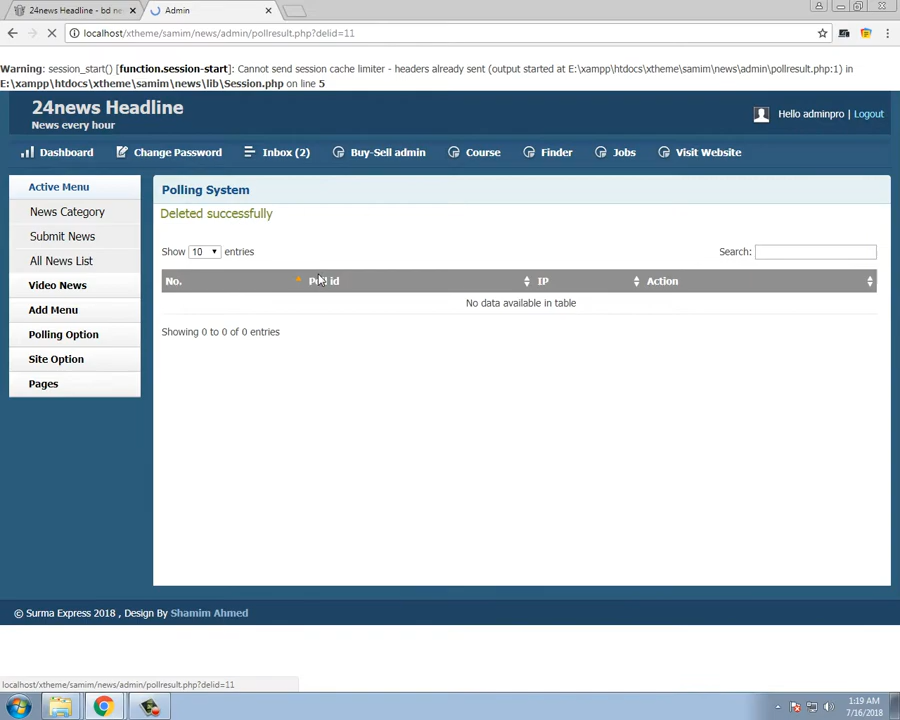 24news Headline - bd ne
Admin
localhost/xtheme/samim/news/admin/pollresult.php?delid=11
Warning: session_start() [function.session-start]: Cannot send session cache limiter - headers already sent (output started at E:\xampp\htdocs\xtheme\samim\news\admin\pollresult.php:1) in
E:\xampp\htdocs\xtheme\samim\news\lib\Session.php on line 5
24news Headline
News every hour
Hello adminpro | Logout
Dashboard Change Password Inbox (2) Buy-Sell admin Course Finder Jobs Visit Website
Active Menu
News Category
Submit News
All News List
Video News
Add Menu
Polling Option
Site Option
Pages
Polling System
Deleted successfully
Show 10 entries Search:
No. Poll id IP Action
No data available in table
Showing 0 to 0 of 0 entries
© Surma Express 2018 , Design By Shamim Ahmed
localhost/xtheme/samim/news/admin/pollresult.php?delid=11
1:19 AM
7/16/2018